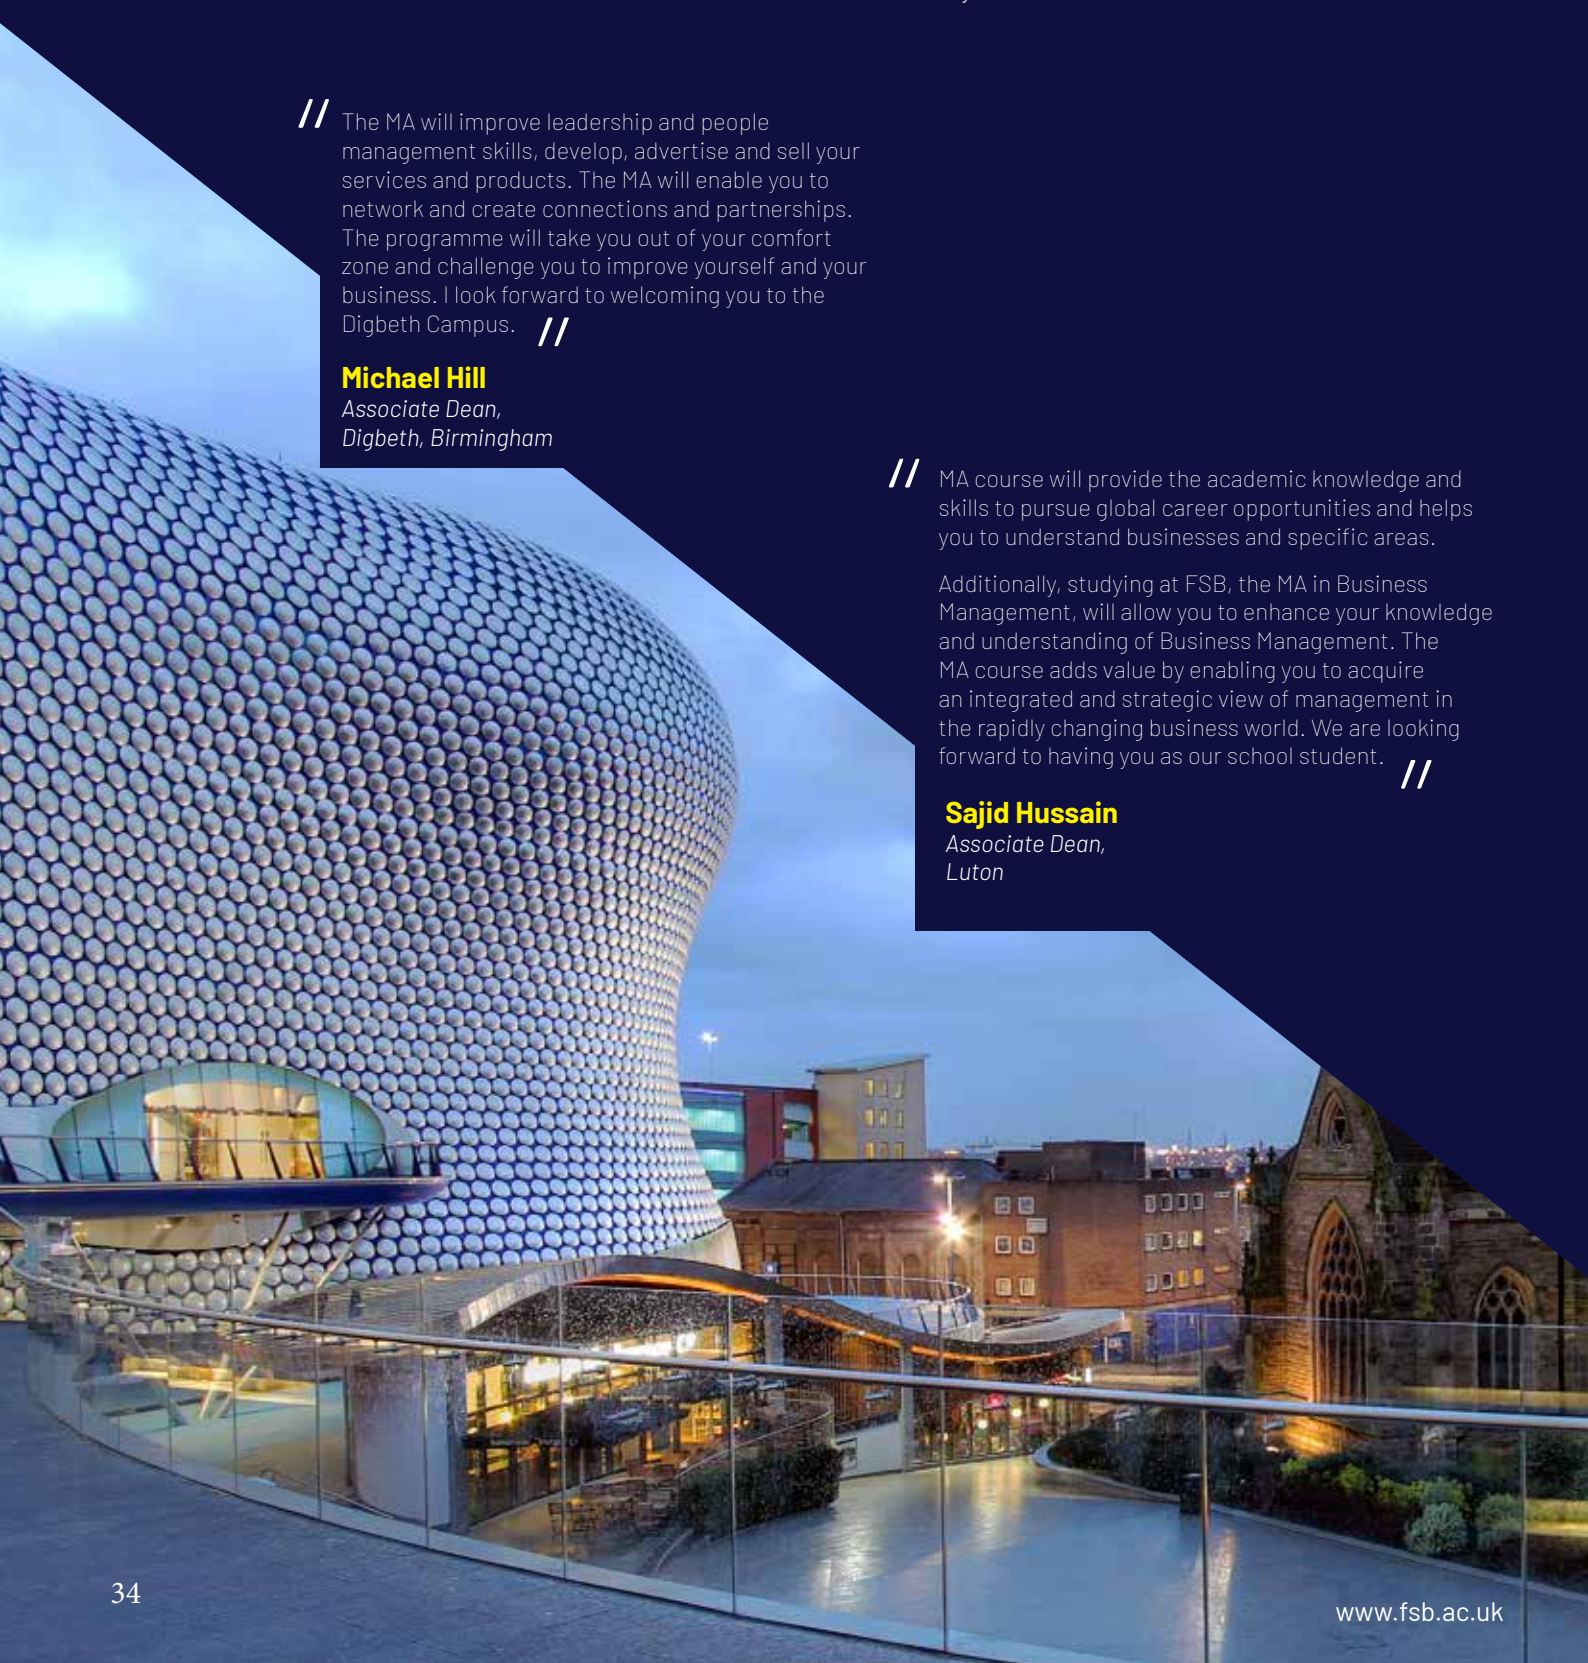 // The MA will improve leadership and people
management skills, develop, advertise and sell your
services and products. The MA will enable you to
network and create connections and partnerships.
The programme will take you out of your comfort
zone and challenge you to improve yourself and your
business. I look forward to welcoming you to the
Digbeth Campus. //
Michael Hill
Associate Dean,
Digbeth, Birmingham
// MA course will provide the academic knowledge and
skills to pursue global career opportunities and helps
you to understand businesses and specific areas.
Additionally, studying at FSB, the MA in Business
Management, will allow you to enhance your knowledge
and understanding of Business Management. The
MA course adds value by enabling you to acquire
an integrated and strategic view of management in
the rapidly changing business world. We are looking
forward to having you as our school student. //
Sajid Hussain
Associate Dean,
Luton
34
www.fsb.ac.uk